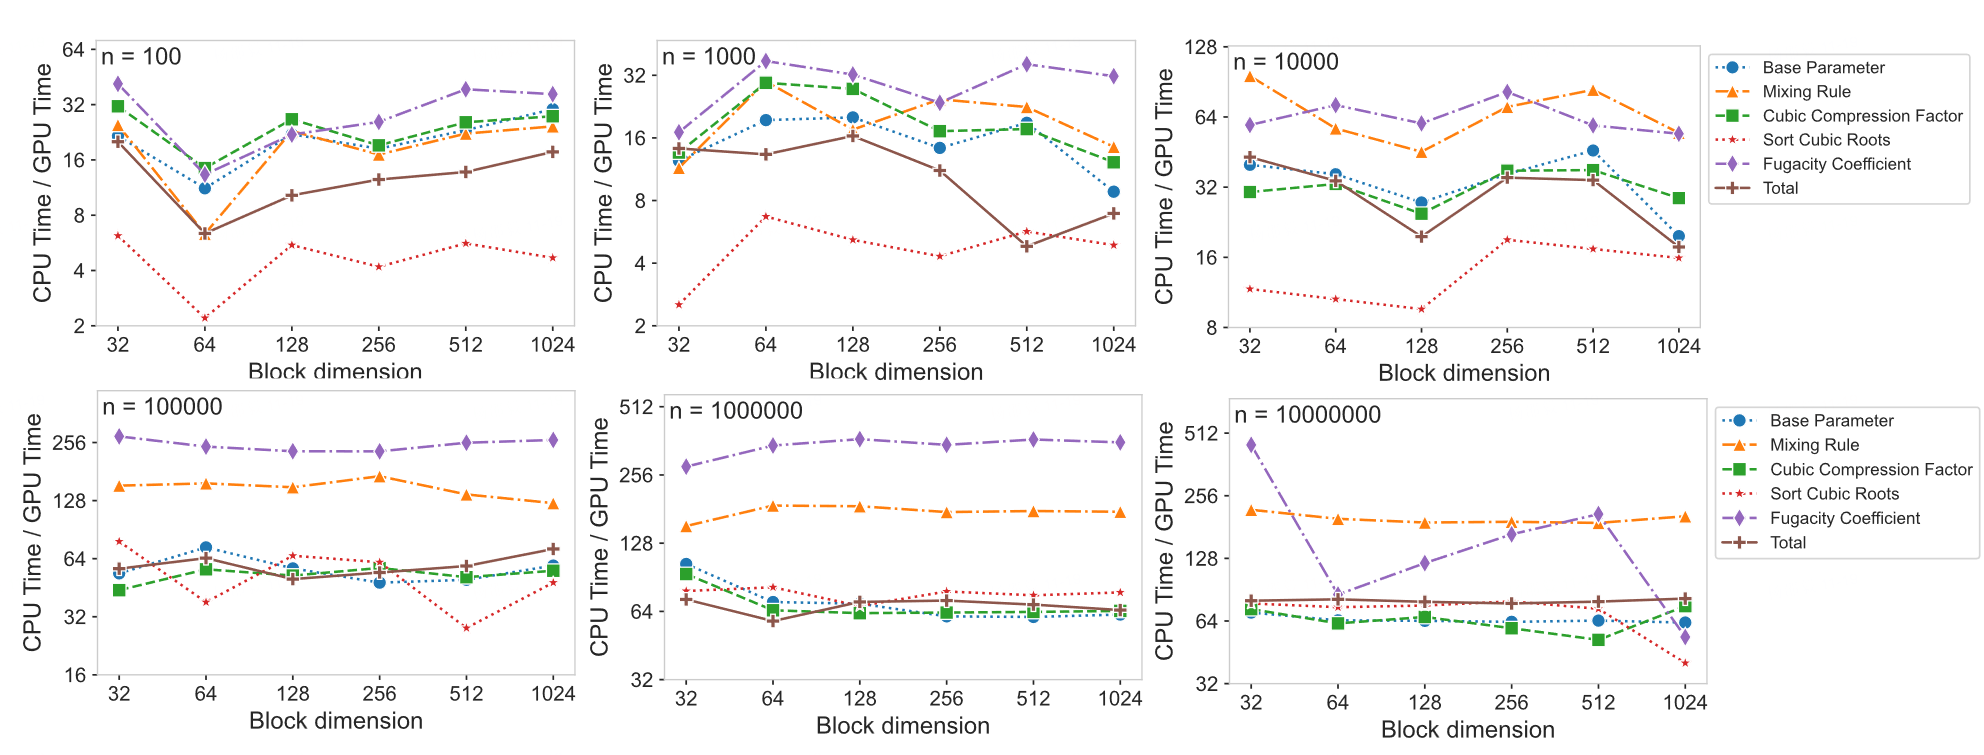 n = 100
64
32
16
8
4
2
CPU Time / GPU Time
32 64 128 256 512 1024
Block dimension
n = 1000
32
16
8
4
2
CPU Time / GPU Time
32 64 128 256 512 1024
Block dimension
n = 10000
128
64
32
16
8
CPU Time / GPU Time
32 64 128 256 512 1024
Block dimension
Base Parameter
Mixing Rule
Cubic Compression Factor
Sort Cubic Roots
Fugacity Coefficient
Total
n = 100000
256
128
64
32
16
CPU Time / GPU Time
32 64 128 256 512 1024
Block dimension
n = 1000000
512
256
128
64
32
CPU Time / GPU Time
32 64 128 256 512 1024
Block dimension
n = 10000000
512
256
128
64
32
CPU Time / GPU Time
32 64 128 256 512 1024
Block dimension
Base Parameter
Mixing Rule
Cubic Compression Factor
Sort Cubic Roots
Fugacity Coefficient
Total